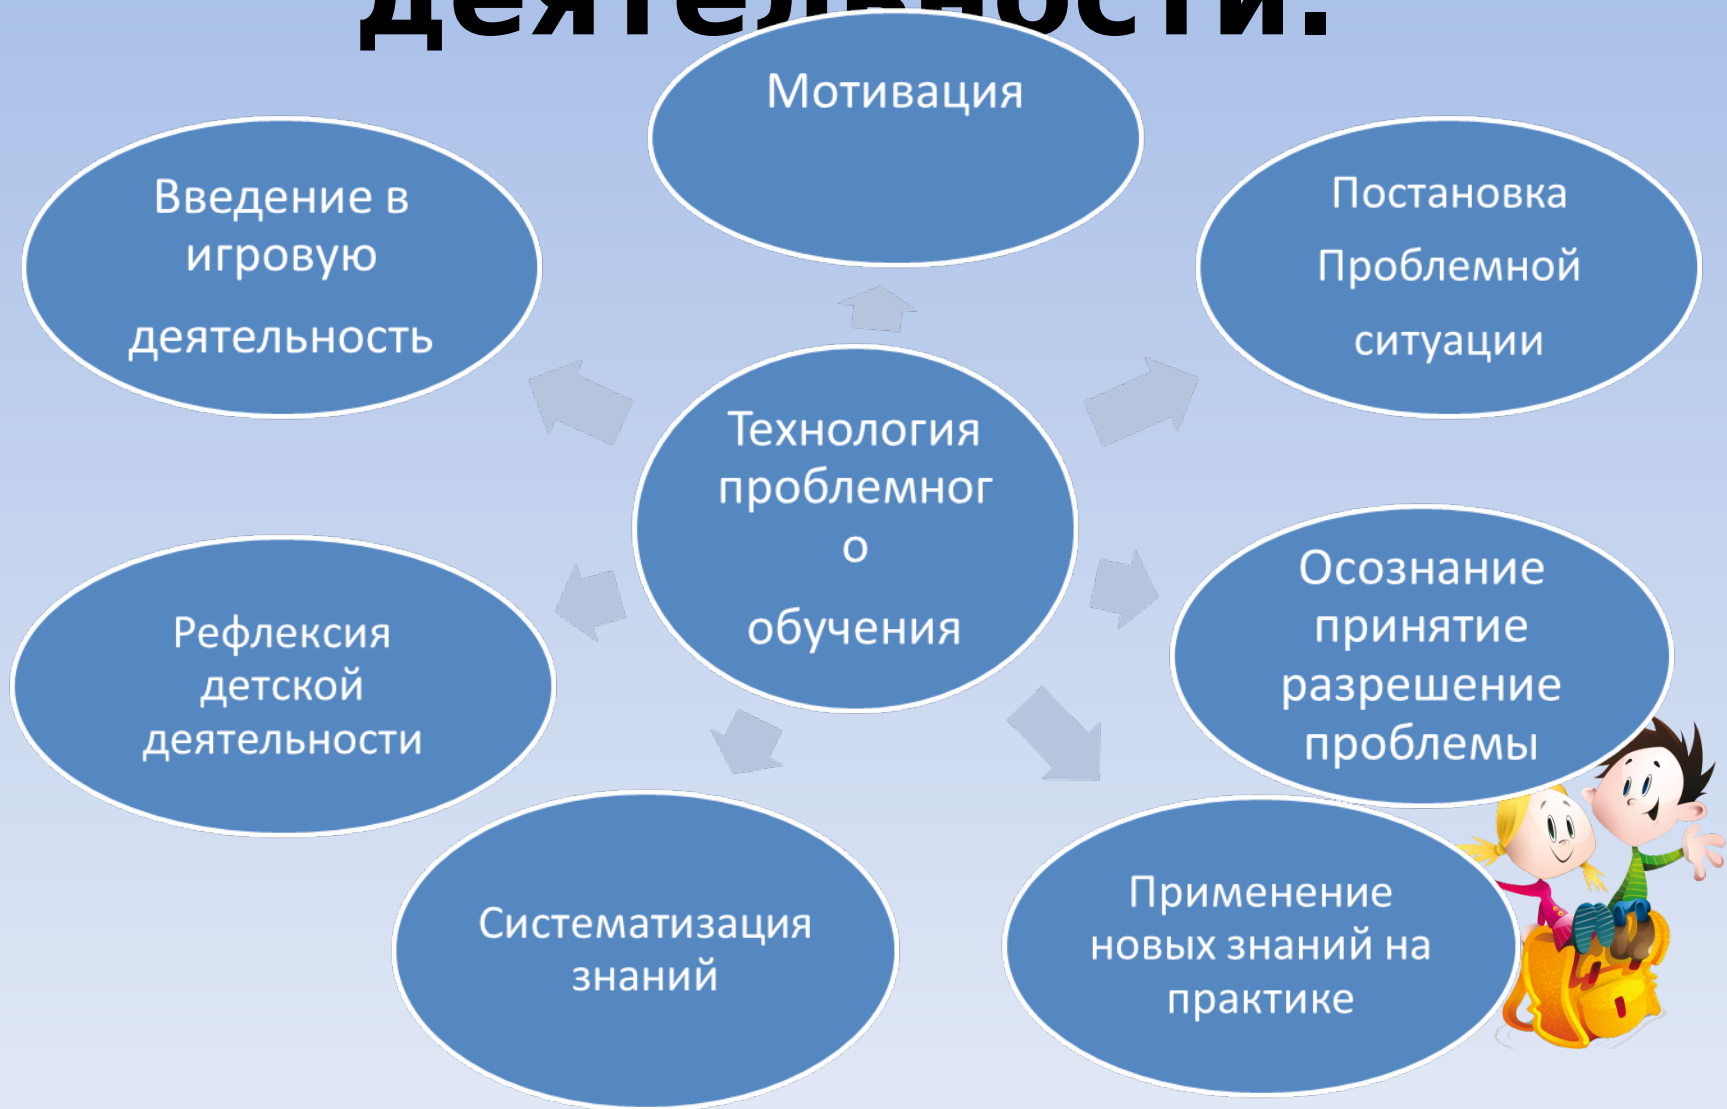 деятельности.
Мотивация
Введение в
игровую
деятельность
Постановка
Проблемной
ситуации
Технология
проблемног
о
обучения
Осознание
принятие
разрешение
проблемы
Рефлексия
детской
деятельности
Систематизация
знаний
Применение
новых знаний на
практике